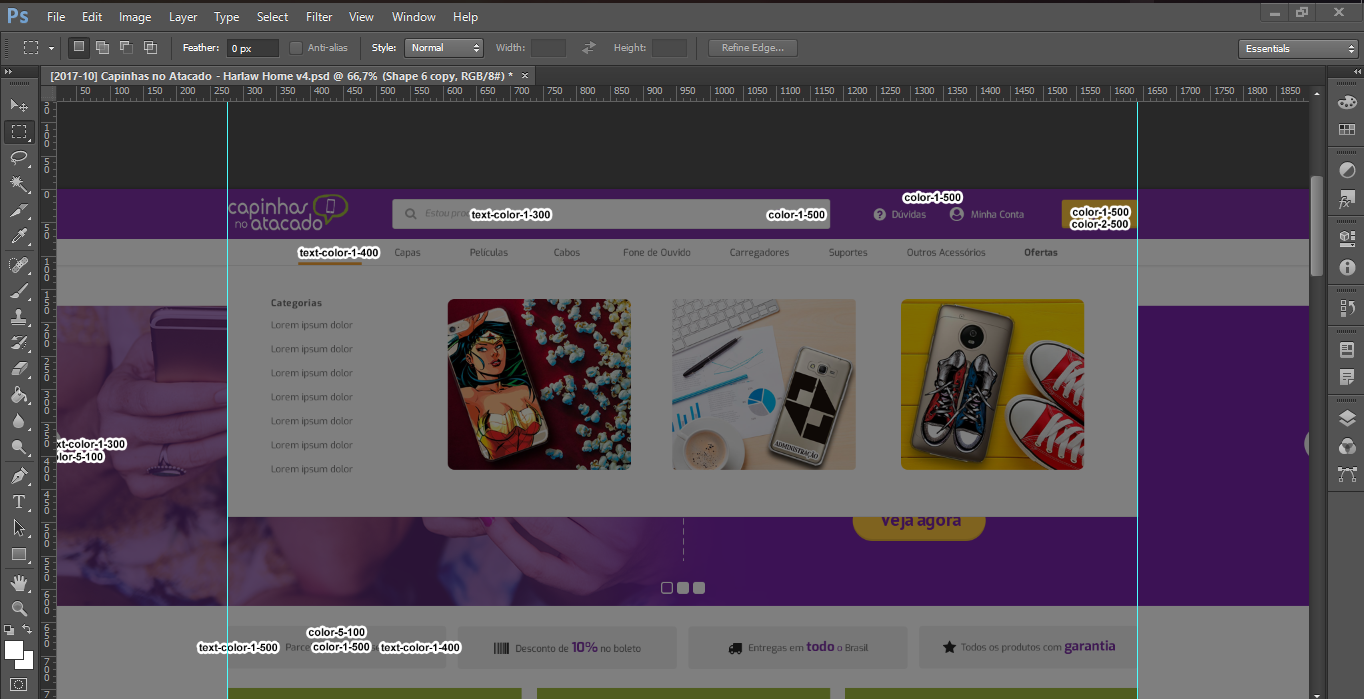 Ps File Edit Image Layer Type Select Filter View Window Help
Feather: 0 px Anti-alias Style: Normal Width: Height: Refine Edge... Essentials
[2017-10] Capinhas no Atacado - Harlaw Home v4.psd @ 66,7% (Shape 6 copy, RGB/8#) * ×
50 100 150 200 250 300 350 400 450 500 550 600 650 700 750 800 850 900 950 1000 1050 1100 1150 1200 1250 1300 1350 1400 1450 1500 1550 1600 1650 1700 1750 1800 1850
color-1-500
capinhas no atacado
Estou text-color-1-300 color-1-500 Dúvidas Minha Conta color-1-500
color-2-500
text-color-1-400 Capas Películas Cabos Fone de Ouvido Carregadores Suportes Outros Acessórios Ofertas
Categorias
Lorem ipsum dolor
Lorem ipsum dolor
Lorem ipsum dolor
Lorem ipsum dolor
Lorem ipsum dolor
Lorem ipsum dolor
Lorem ipsum dolor
ADMINISTRAÇÃO
xt-color-1-300
olor-5-100
Veja agora
color-5-100
text-color-1-500 Parce color-1-500 se text-color-1-400 Desconto de 10% no boleto Entregas em todo o Brasil Todos os produtos com garantia